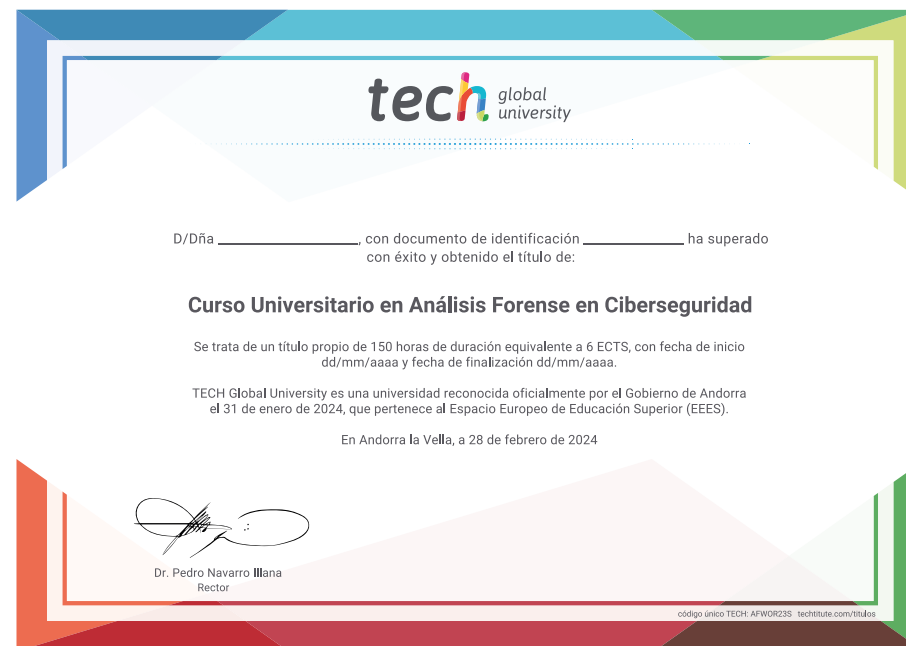 tech global university
D/Dña ________________, con documento de identificación ____________ ha superado
con éxito y obtenido el título de:
Curso Universitario en Análisis Forense en Ciberseguridad
Se trata de un título propio de 150 horas de duración equivalente a 6 ECTS, con fecha de inicio
dd/mm/aaaa y fecha de finalización dd/mm/aaaa.
TECH Global University es una universidad reconocida oficialmente por el Gobierno de Andorra
el 31 de enero de 2024, que pertenece al Espacio Europeo de Educación Superior (EEES).
En Andorra la Vella, a 28 de febrero de 2024
Dr. Pedro Navarro Illana
Rector
código único TECH: AFWOR23S techtitute.com/titulos